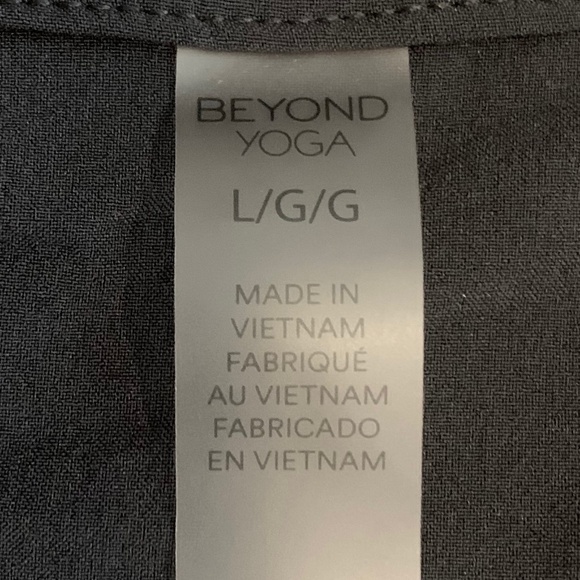 BEYOND
YOGA
L/G/G
MADE IN
VIETNAM
FABRIQUÉ
AU VIETNAM
FABRICADO
EN VIETNAM